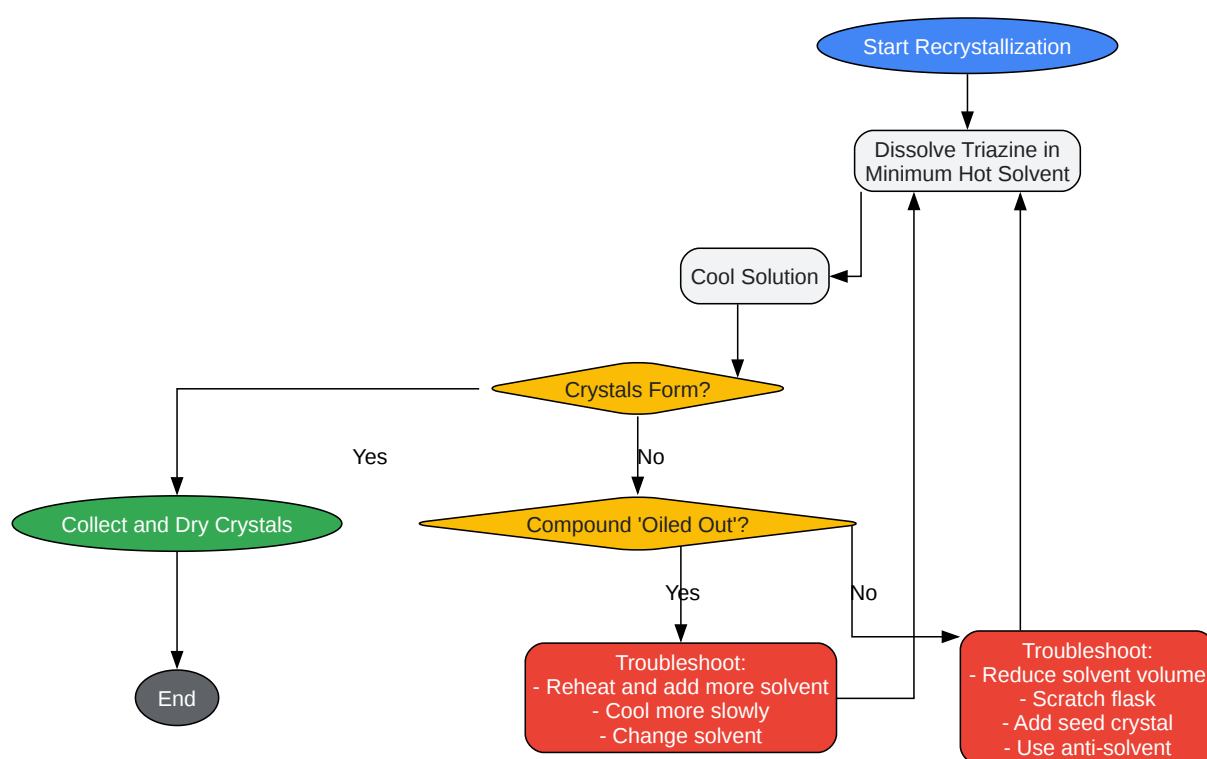 Start Recrystallization
Dissolve Triazine in
Minimum Hot Solvent
Cool Solution
Crystals Form?
Yes
No
Collect and Dry Crystals
Compound 'Oiled Out'?
Yes
No
End
Troubleshoot:
- Reheat and add more solvent
- Cool more slowly
- Change solvent
Troubleshoot:
- Reduce solvent volume
- Scratch flask
- Add seed crystal
- Use anti-solvent